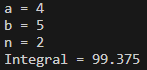 a = 4
b = 5
n = 2
Integral = 99.375